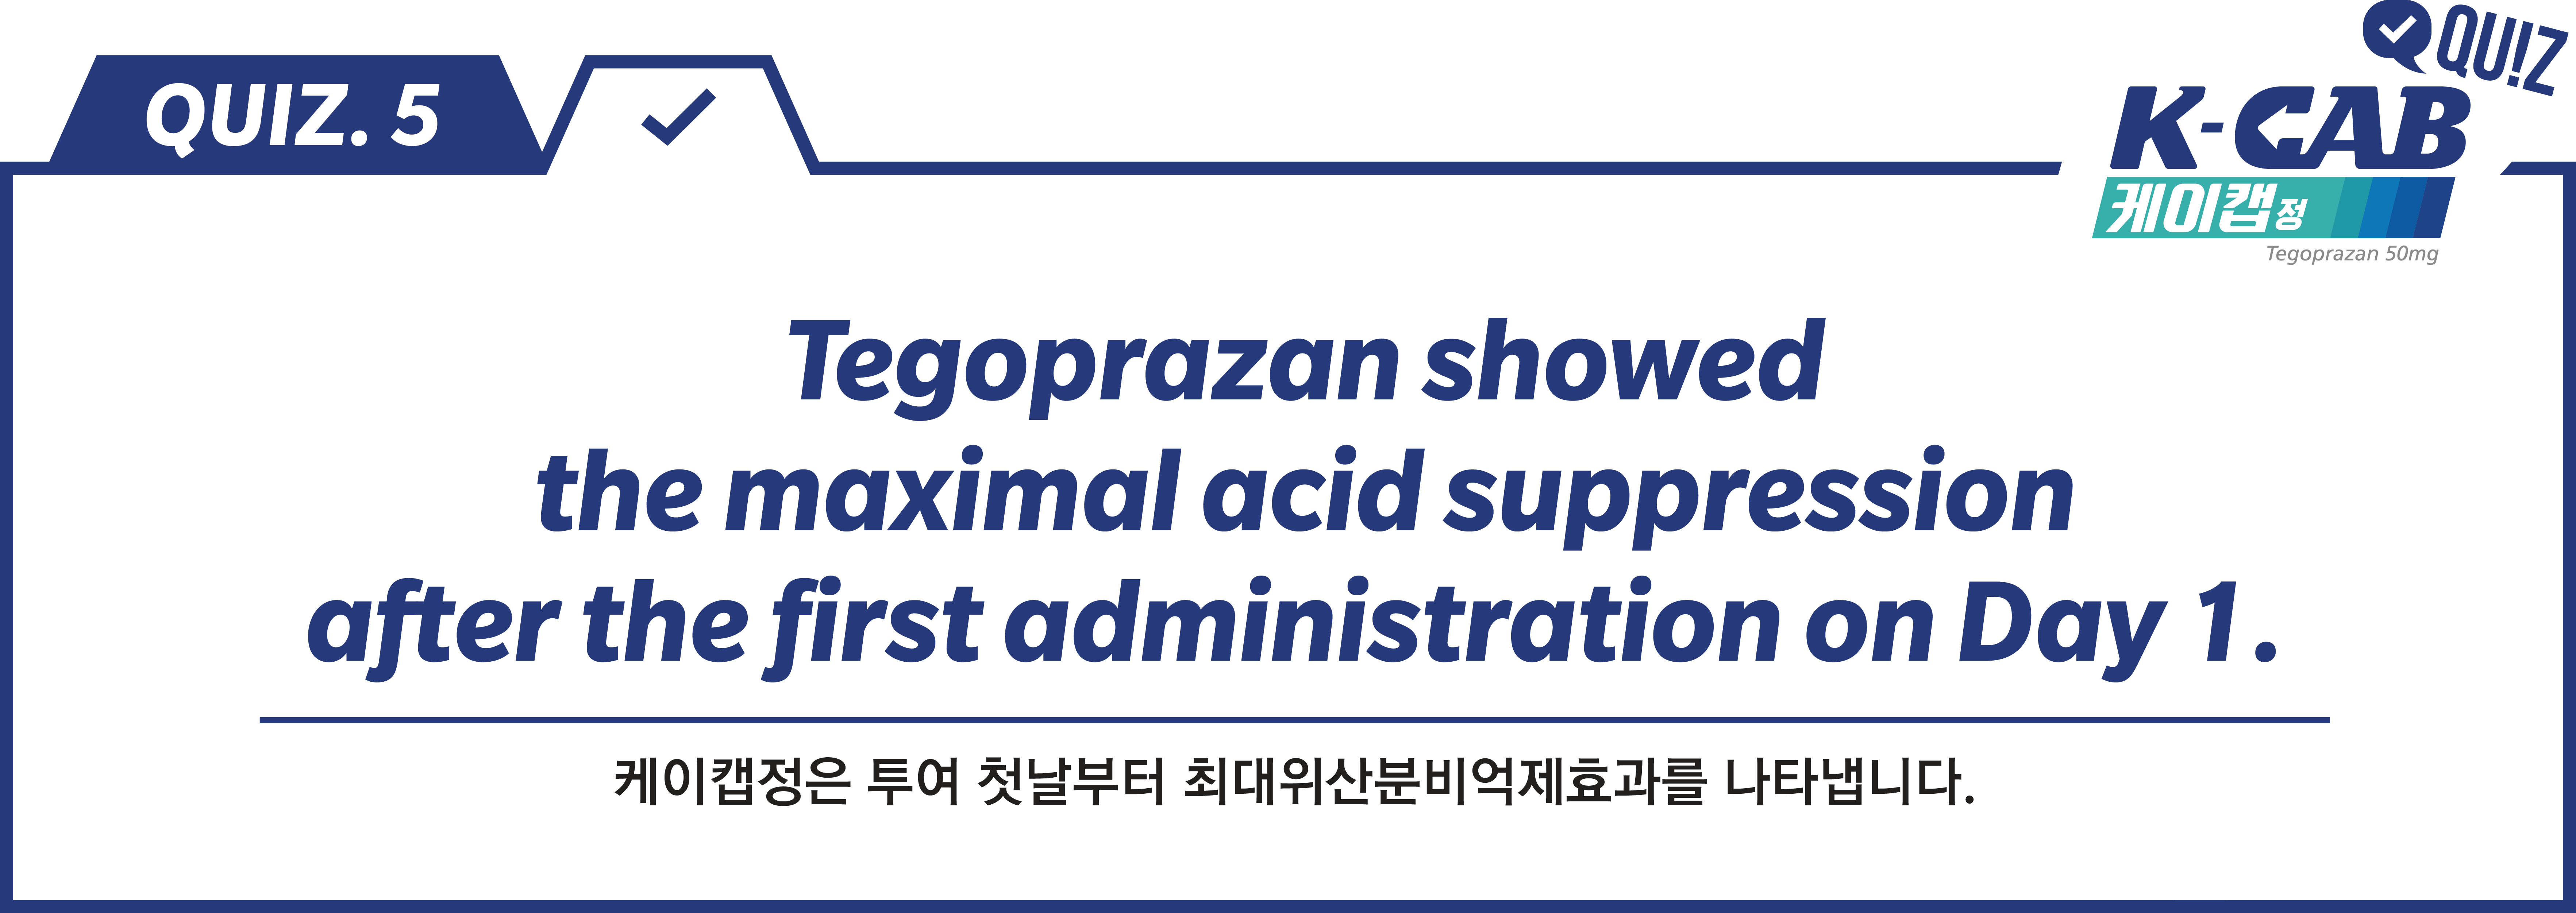 QUIZ. 5
QU!Z
K-CAB
케이캡정
Tegoprazan 50mg
Tegoprazan showed
the maximal acid suppression
after the first administration on Day 1.
케이캡정은 투여 첫날부터 최대위산분비억제효과를 나타냅니다.